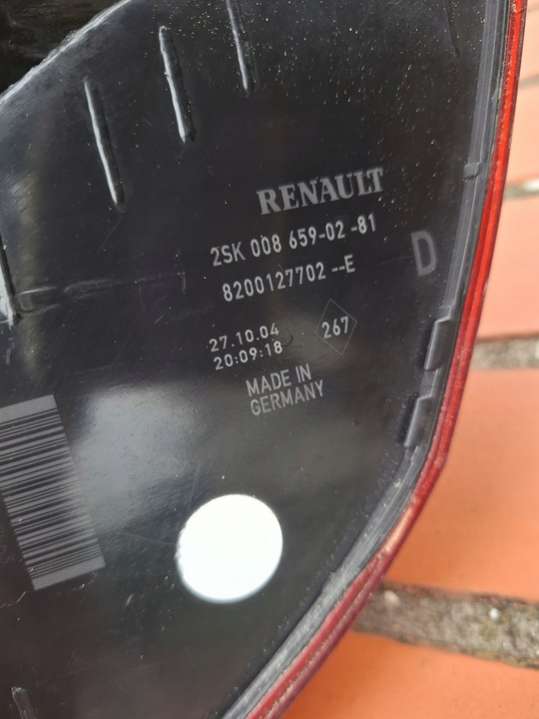 RENAULT
2SK 008 659-02 -81
8200127702 --E
D
27.10.04
20:09:18
267
MADE IN
GERMANY